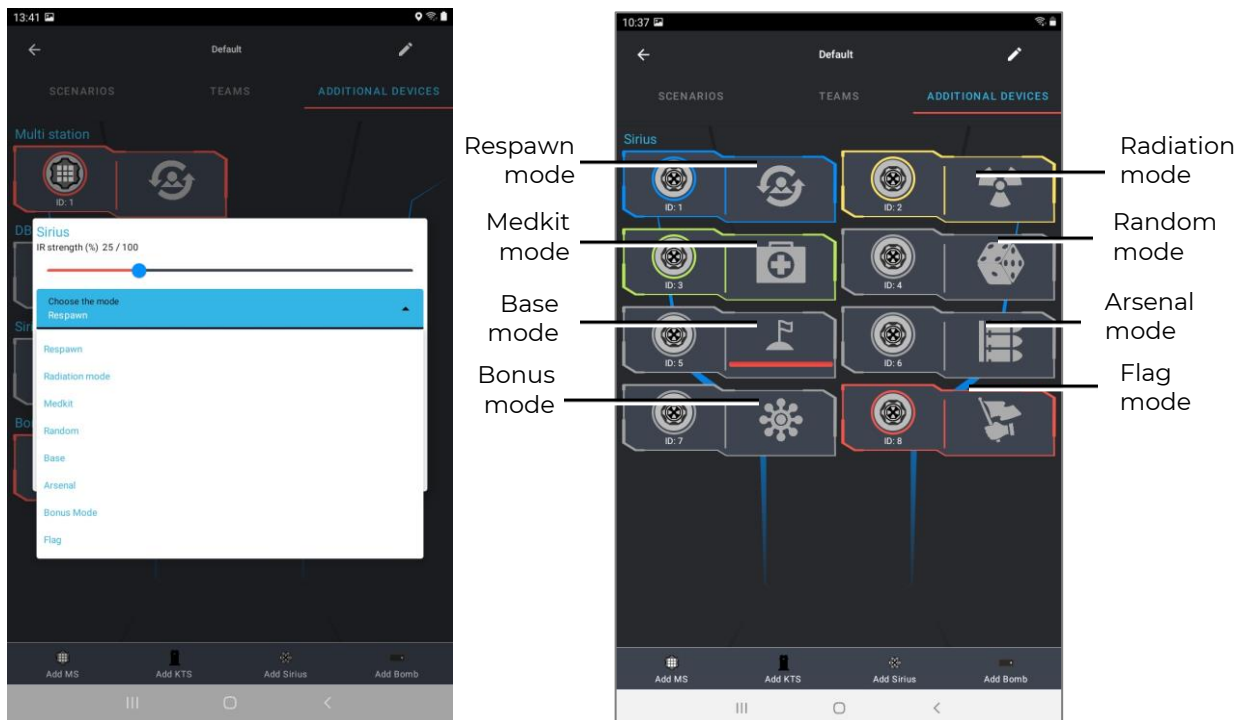 13:41
Default
SCENARIOS TEAMS ADDITIONAL DEVICES
Multi station
ID: 1
DB
Sirius
IR strength (%) 25 / 100
Choose the mode
Respawn
Siri
Respawn
Radiation mode
Medkit
Random
Bo
Base
Arsenal
Bonus Mode
Flag
Add MS Add KTS Add Sirius Add Bomb
10:37
Default
SCENARIOS TEAMS ADDITIONAL DEVICES
Sirius
Respawn
mode
ID: 1
ID: 2
Radiation
mode
Medkit
mode
ID: 3
ID: 4
Random
mode
Base
mode
ID: 5
ID: 6
Arsenal
mode
Bonus
mode
ID: 7
ID: 8
Flag
mode
Add MS Add KTS Add Sirius Add Bomb